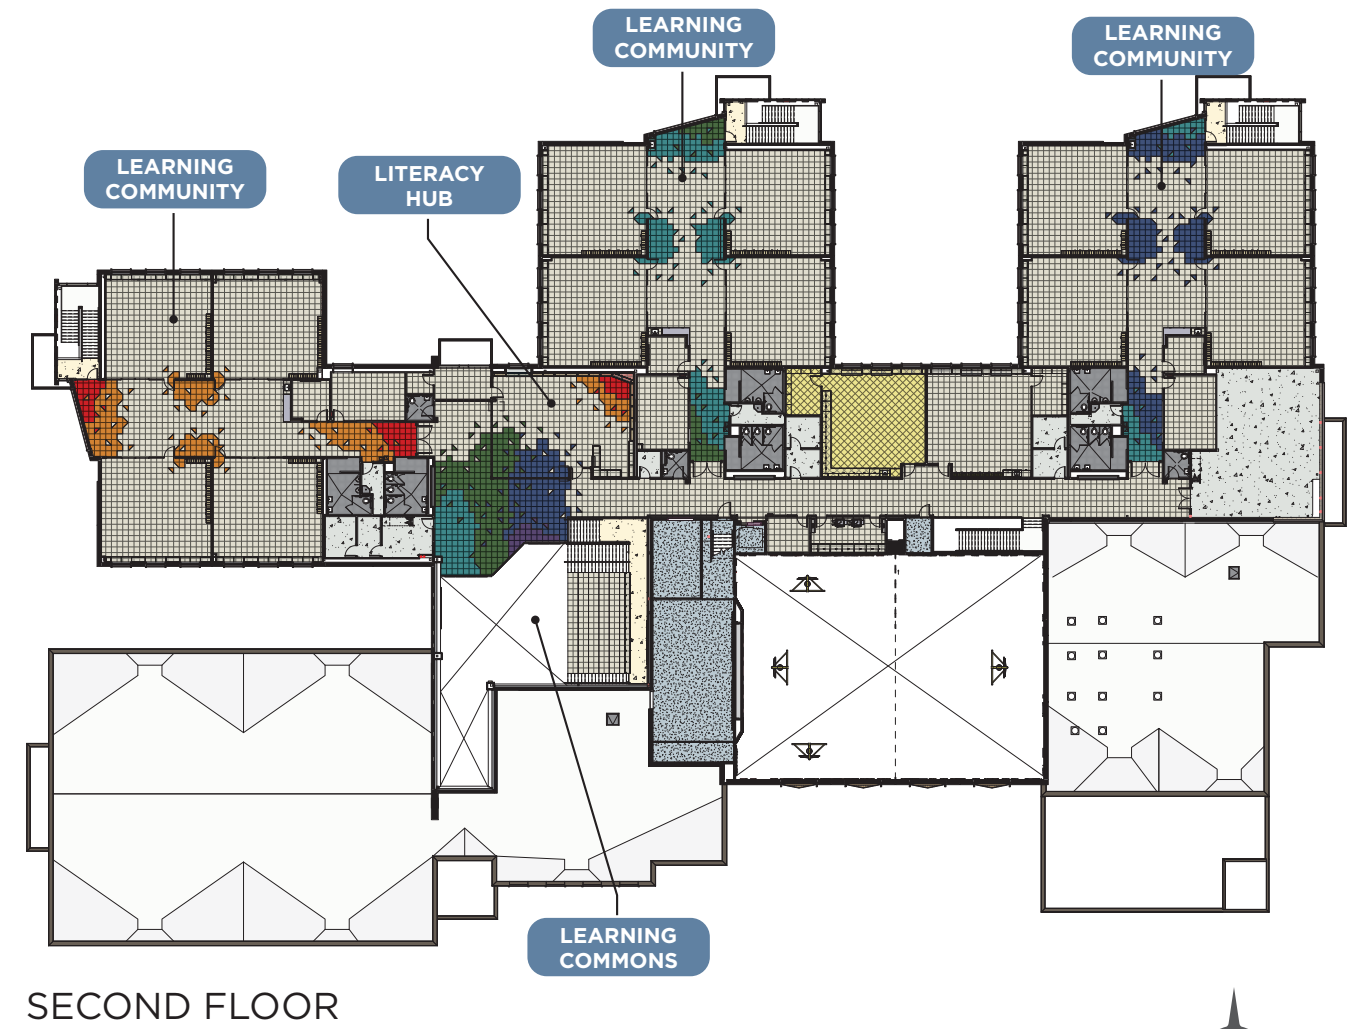 LEARNING
COMMUNITY
LEARNING
COMMUNITY
LEARNING
COMMUNITY
LITERACY
HUB
LEARNING
COMMONS
SECOND FLOOR